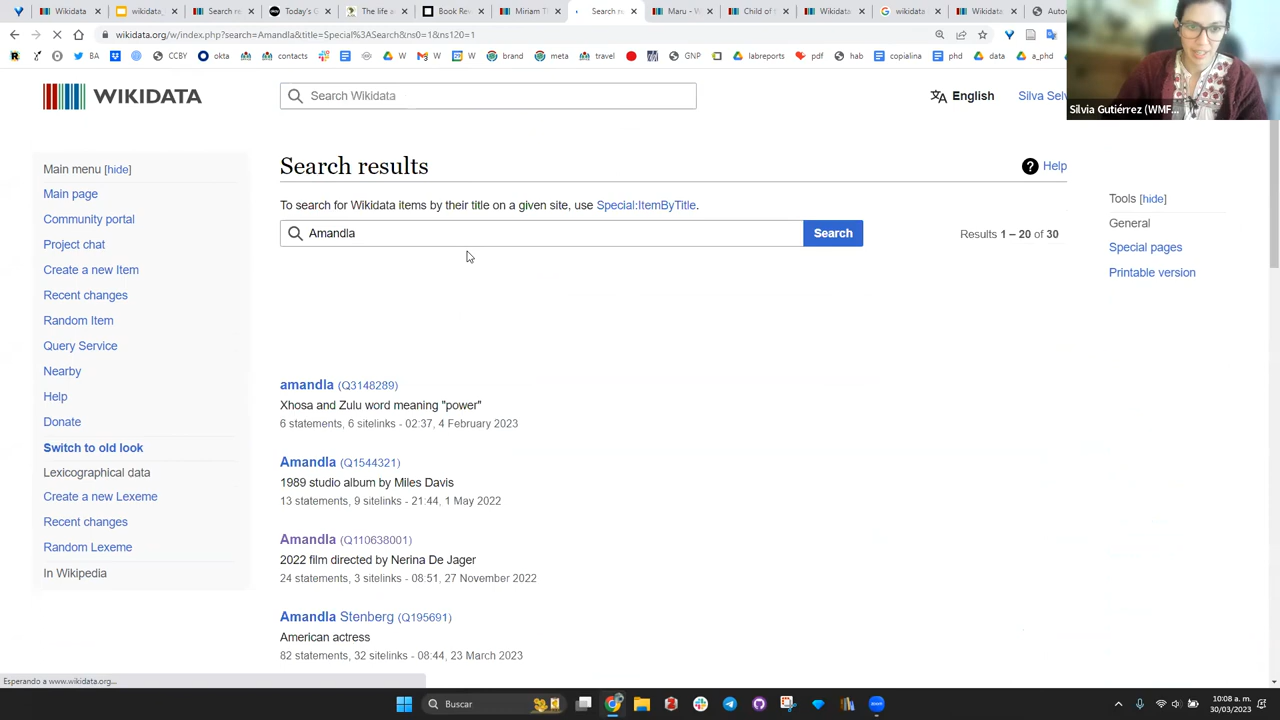 Wikidata
wikidata_
Search re
Today's G
The life a
Book Rev
Miriam T
Search re
Maru - W
Child of
Wikidata
wikidata
Wikidata
Auto
wikidata.org/w/index.php?search=Amandla&title=Special%3ASearch&ns0=1&ns120=1
BA
CCBY
okta
contacts
W
W
W
brand
meta
travel
GNP
labreports
pdf
hab
copialina
phd
data
a_phd
WIKIDATA
Search Wikidata
English
Silva Sel
Silvia Gutiérrez (WMF...
Main menu [hide]
Main page
Community portal
Project chat
Create a new Item
Recent changes
Random Item
Query Service
Nearby
Help
Donate
Switch to old look
Lexicographical data
Create a new Lexeme
Recent changes
Random Lexeme
In Wikipedia
Search results
Help
To search for Wikidata items by their title on a given site, use Special:ItemByTitle.
Amandla
Search
Results 1 – 20 of 30
Tools [hide]
General
Special pages
Printable version
amandla (Q3148289)
Xhosa and Zulu word meaning "power"
6 statements, 6 sitelinks - 02:37, 4 February 2023
Amandla (Q1544321)
1989 studio album by Miles Davis
13 statements, 9 sitelinks - 21:44, 1 May 2022
Amandla (Q110638001)
2022 film directed by Nerina De Jager
24 statements, 3 sitelinks - 08:51, 27 November 2022
Amandla Stenberg (Q195691)
American actress
82 statements, 32 sitelinks - 08:44, 23 March 2023
Esperando a www.wikidata.org...
Buscar
10:08 a. m.
30/03/2023